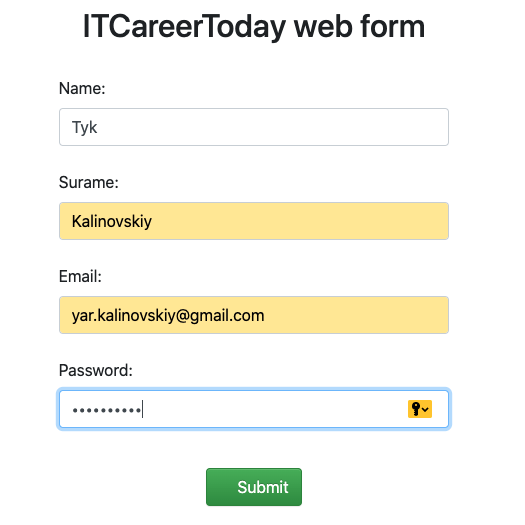 ITCareerToday web form
Name:
Tyk
Surame:
Kalinovskiy
Email:
yar.kalinovskiy@gmail.com
Password:
••••••••••
Submit